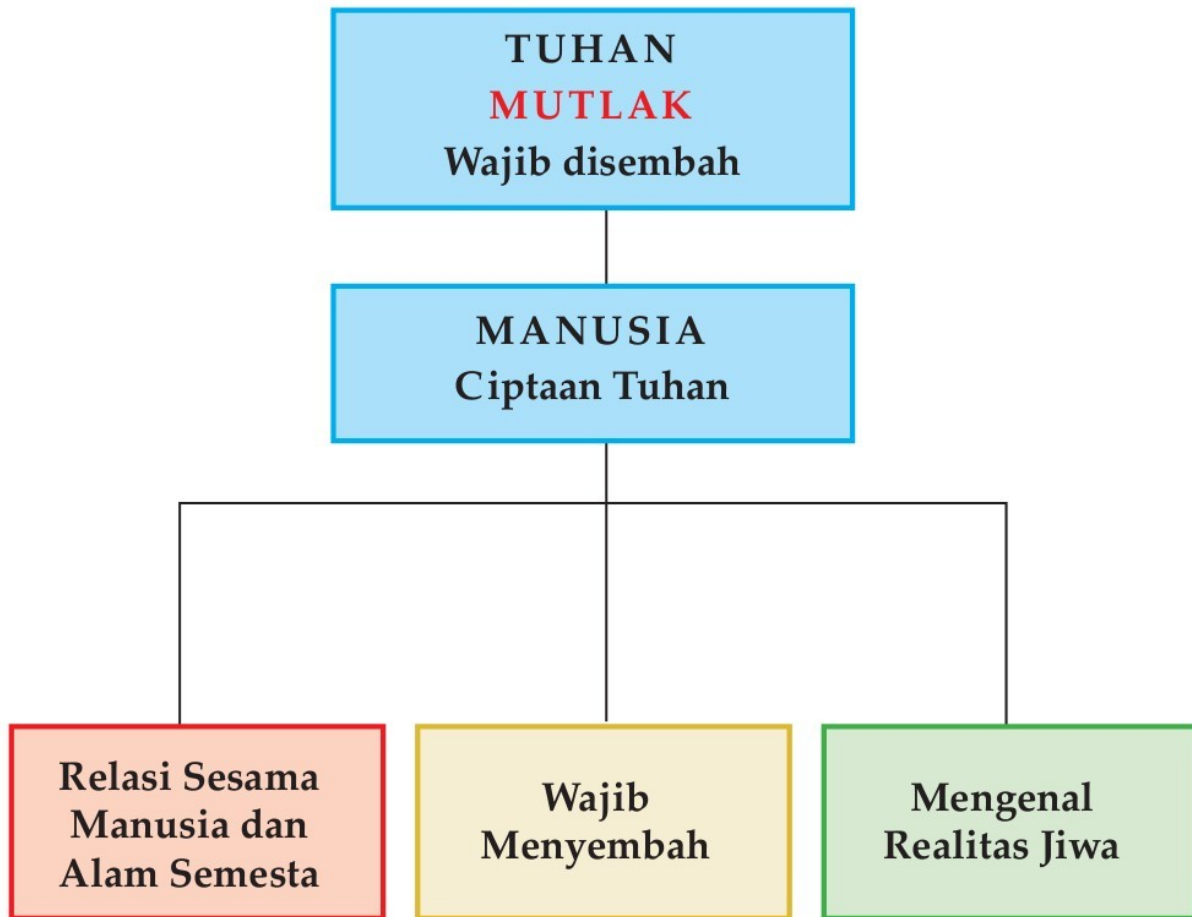 TUHAN
MUTLAK
Wajib disembah
MANUSIA
Ciptaan Tuhan
Relasi Sesama
Manusia dan
Alam Semesta
Wajib
Menyembah
Mengenal
Realitas Jiwa